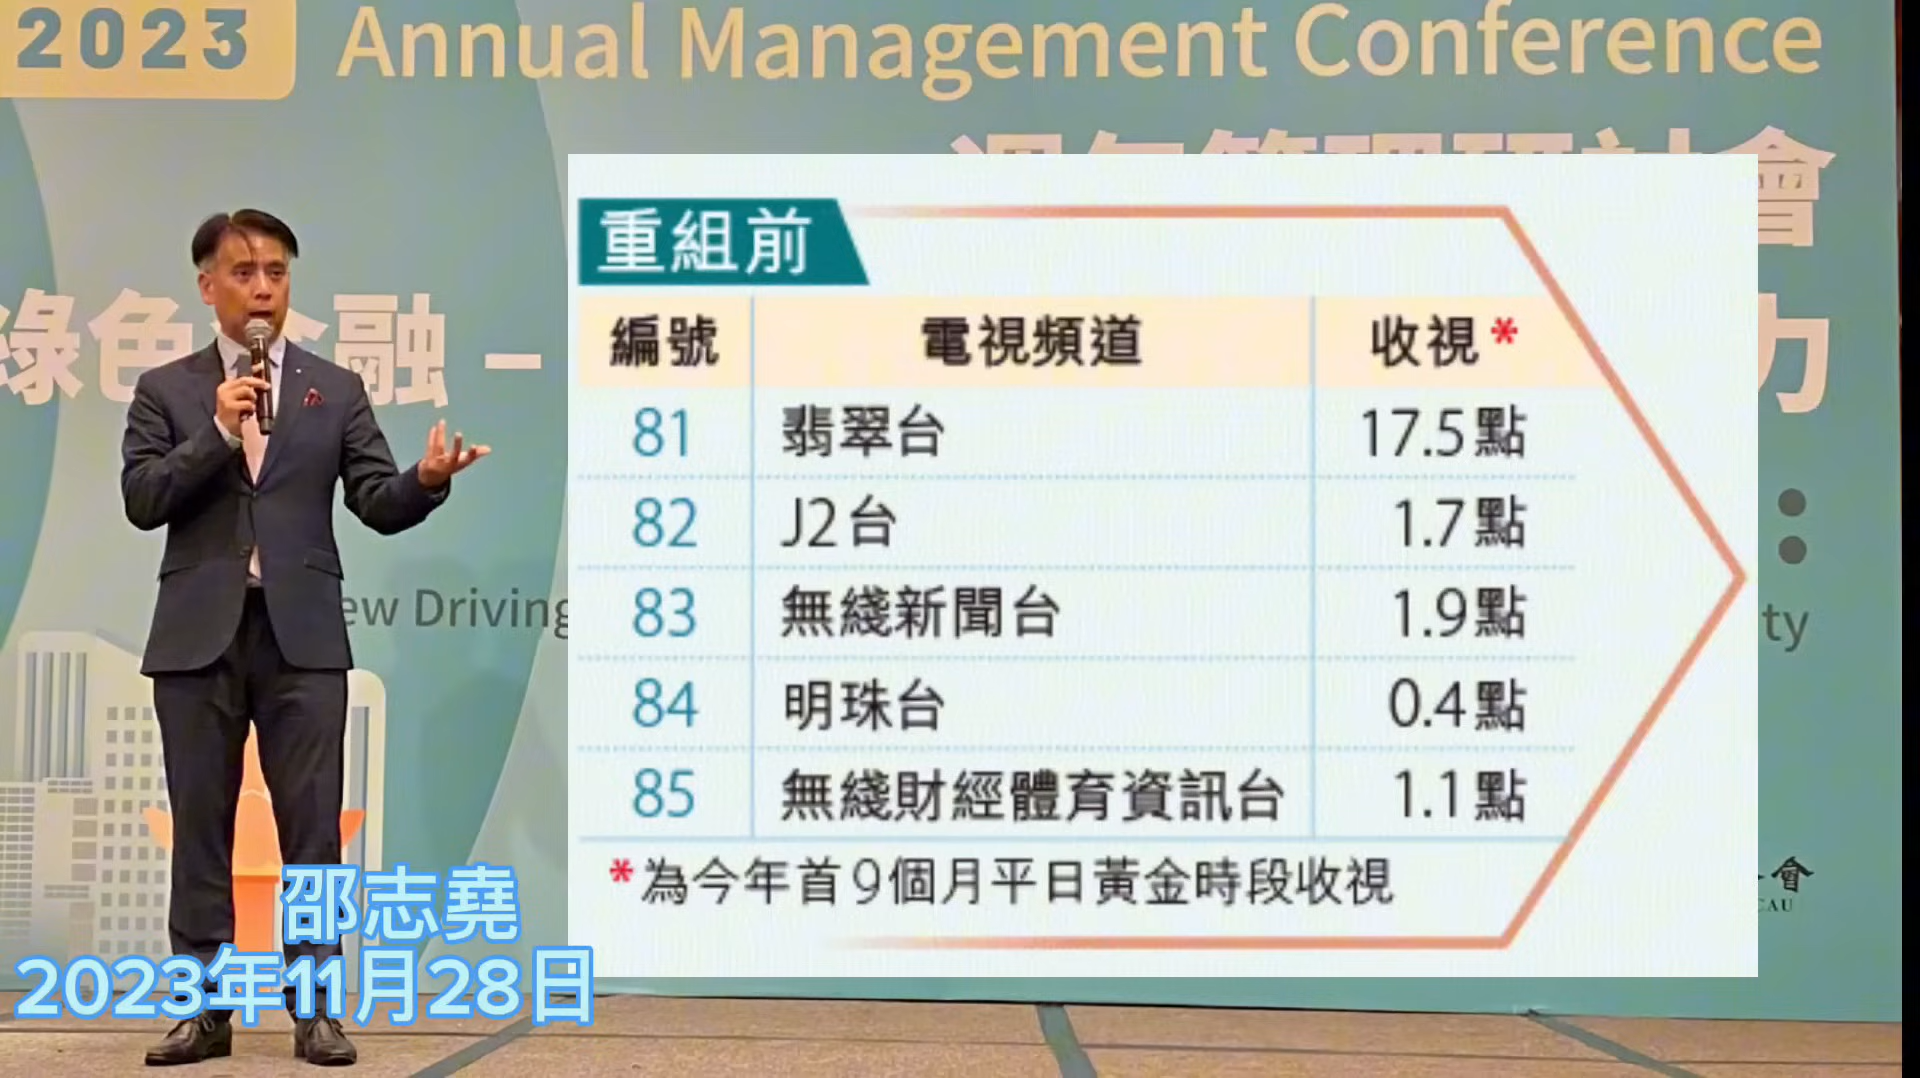 2023 Annual Management Conference
會
綠色金融 –
力
ew Driving
ty
重組前
編號 電視頻道 收視*
81 翡翠台 17.5點
82 J2台 1.7點
83 無綫新聞台 1.9點
84 明珠台 0.4點
85 無綫財經體育資訊台 1.1點
*為今年首9個月平日黃金時段收視
會
CAU
邵志堯
2023年11月28日